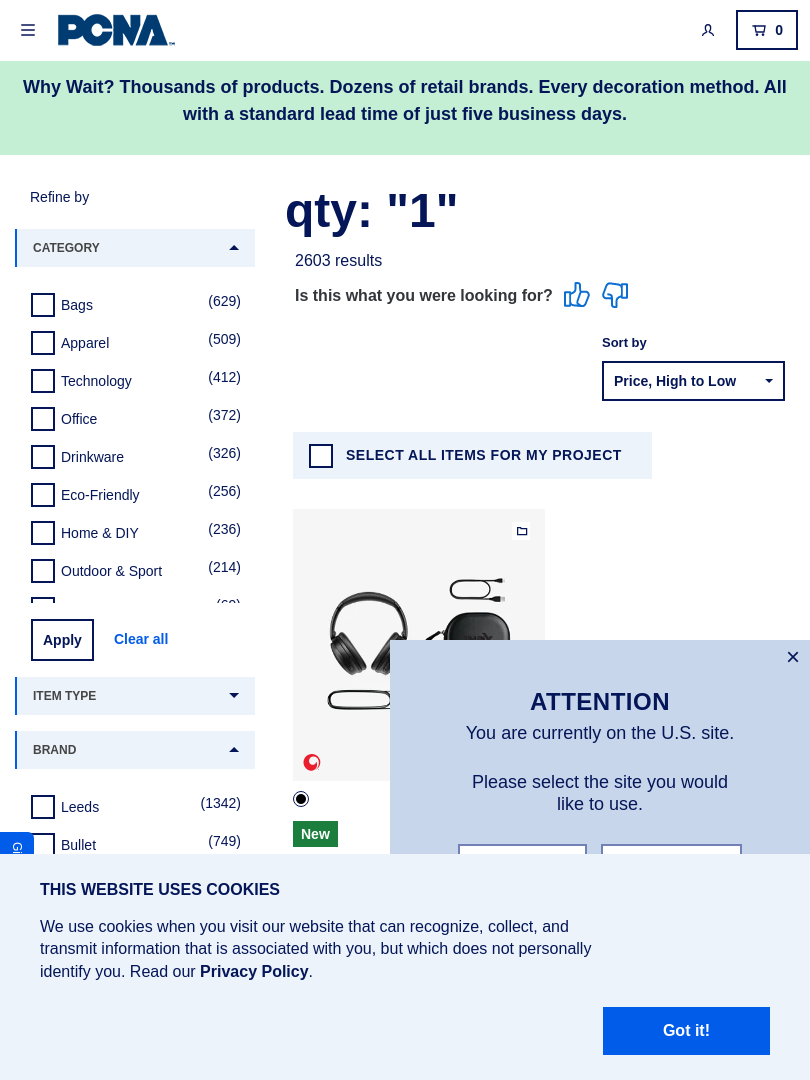 PCNA™
0
Why Wait? Thousands of products. Dozens of retail brands. Every decoration method. All
with a standard lead time of just five business days.
Refine by
CATEGORY
Bags (629)
Apparel (509)
Technology (412)
Office (372)
Drinkware (326)
Eco-Friendly (256)
Home & DIY (236)
Outdoor & Sport (214)
Apply Clear all
ITEM TYPE
BRAND
Leeds (1342)
Bullet (749)
qty: "1"
2603 results
Is this what you were looking for?
Sort by
Price, High to Low
SELECT ALL ITEMS FOR MY PROJECT
New
×
ATTENTION
You are currently on the U.S. site.
Please select the site you would
like to use.
THIS WEBSITE USES COOKIES
We use cookies when you visit our website that can recognize, collect, and
transmit information that is associated with you, but which does not personally
identify you. Read our Privacy Policy.
Got it!